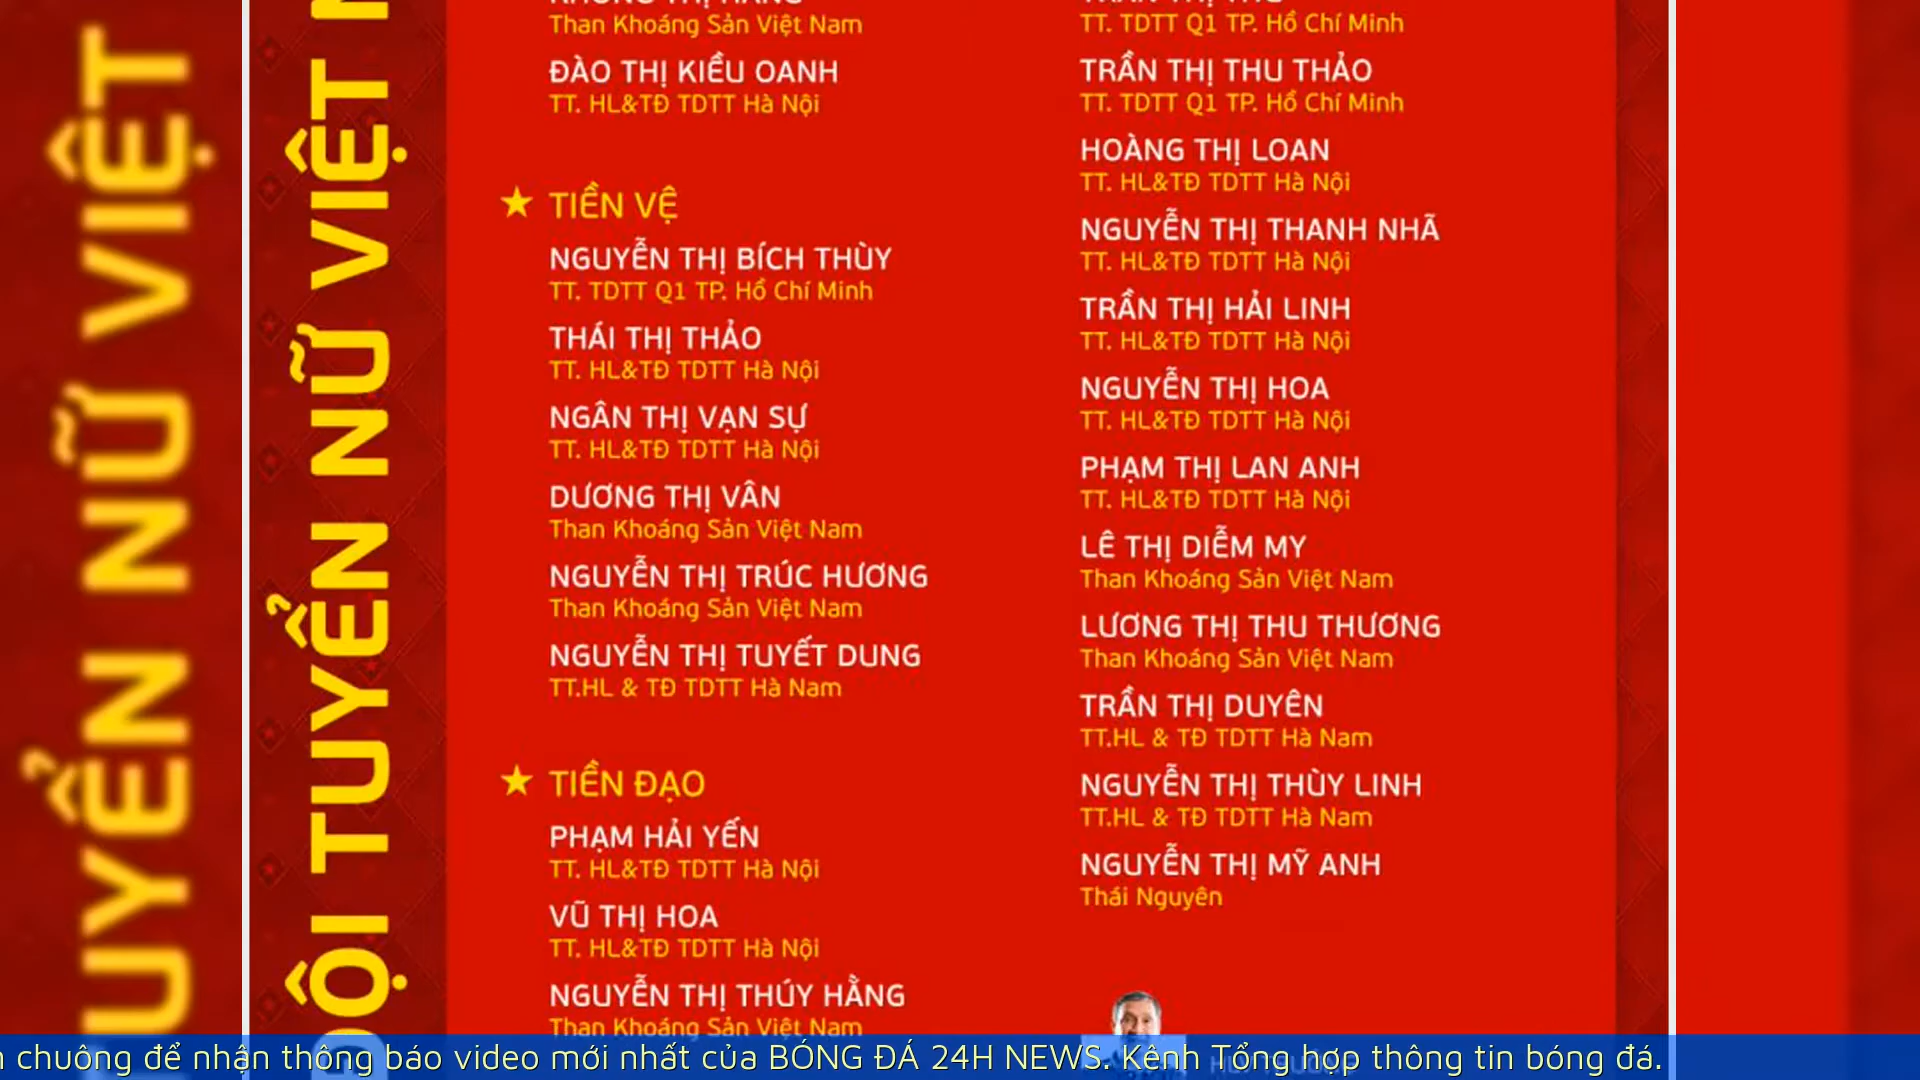 TUYỂN NỮ VIỆT
ĐỘI TUYỂN NỮ VIỆT
Than Khoáng Sản Việt Nam
ĐÀO THỊ KIỀU OANH
TT. HL&TĐ TDTT Hà Nội
★ TIỀN VỆ
NGUYỄN THỊ BÍCH THÙY
TT. TDTT Q1 TP. Hồ Chí Minh
THÁI THỊ THẢO
TT. HL&TĐ TDTT Hà Nội
NGÂN THỊ VẠN SỰ
TT. HL&TĐ TDTT Hà Nội
DƯƠNG THỊ VÂN
Than Khoáng Sản Việt Nam
NGUYỄN THỊ TRÚC HƯƠNG
Than Khoáng Sản Việt Nam
NGUYỄN THỊ TUYẾT DUNG
TT.HL & TĐ TDTT Hà Nam
★ TIỀN ĐẠO
PHẠM HẢI YẾN
TT. HL&TĐ TDTT Hà Nội
VŨ THỊ HOA
TT. HL&TĐ TDTT Hà Nội
NGUYỄN THỊ THÚY HẰNG
Than Khoáng Sản Việt Nam
TT. TDTT Q1 TP. Hồ Chí Minh
TRẦN THỊ THU THẢO
TT. TDTT Q1 TP. Hồ Chí Minh
HOÀNG THỊ LOAN
TT. HL&TĐ TDTT Hà Nội
NGUYỄN THỊ THANH NHÃ
TT. HL&TĐ TDTT Hà Nội
TRẦN THỊ HẢI LINH
TT. HL&TĐ TDTT Hà Nội
NGUYỄN THỊ HOA
TT. HL&TĐ TDTT Hà Nội
PHẠM THỊ LAN ANH
TT. HL&TĐ TDTT Hà Nội
LÊ THỊ DIỄM MY
Than Khoáng Sản Việt Nam
LƯƠNG THỊ THU THƯƠNG
Than Khoáng Sản Việt Nam
TRẦN THỊ DUYÊN
TT.HL & TĐ TDTT Hà Nam
NGUYỄN THỊ THÙY LINH
TT.HL & TĐ TDTT Hà Nam
NGUYỄN THỊ MỸ ANH
Thái Nguyên
chuông để nhận thông báo video mới nhất của BÓNG ĐÁ 24H NEWS. Kênh Tổng hợp thông tin bóng đá.